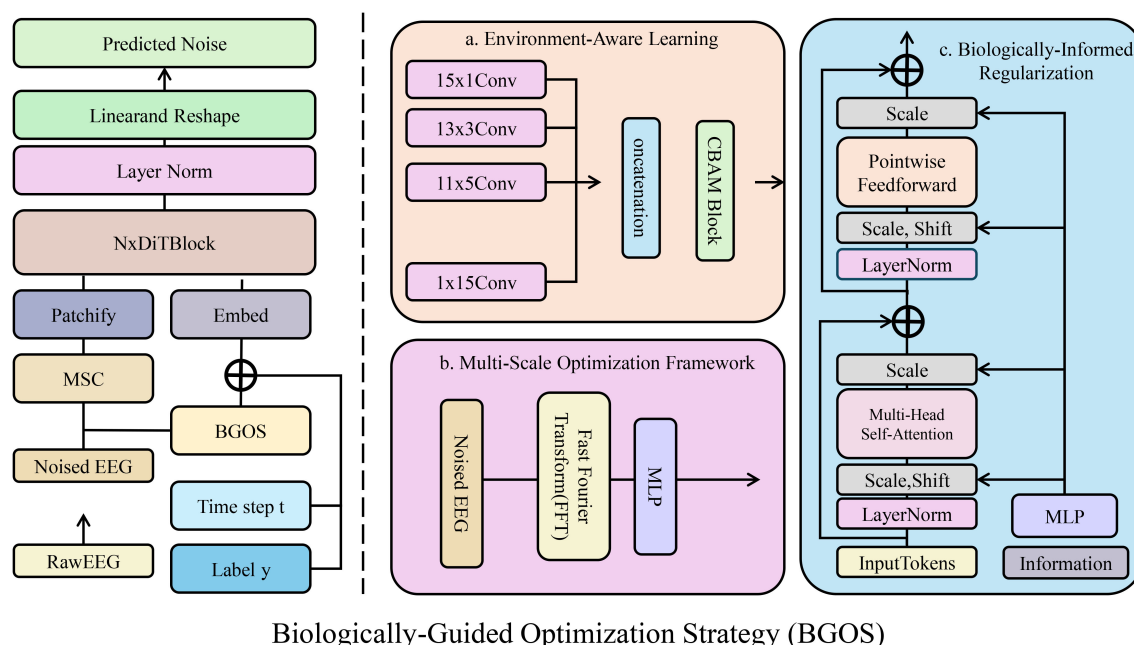 Predicted Noise
Linearand Reshape
Layer Norm
NxDiTBlock
Patchify
Embed
MSC
BGOS
Noised EEG
Time step t
RawEEG
Label y
a. Environment-Aware Learning
15x1Conv
13x3Conv
11x5Conv
1x15Conv
oncatenation
CBAM Block
b. Multi-Scale Optimization Framework
Noised EEG
Fast Fourier
Transform(FFT)
MLP
c. Biologically-Informed
Regularization
Scale
Pointwise
Feedforward
Scale, Shift
LayerNorm
Scale
Multi-Head
Self-Attention
Scale,Shift
LayerNorm
MLP
InputTokens
Information
Biologically-Guided Optimization Strategy (BGOS)